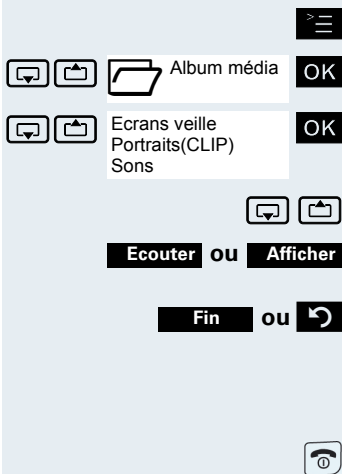 Album média OK
Ecrans veille OK
Portraits(CLIP)
Sons
Ecouter ou Afficher
Fin ou